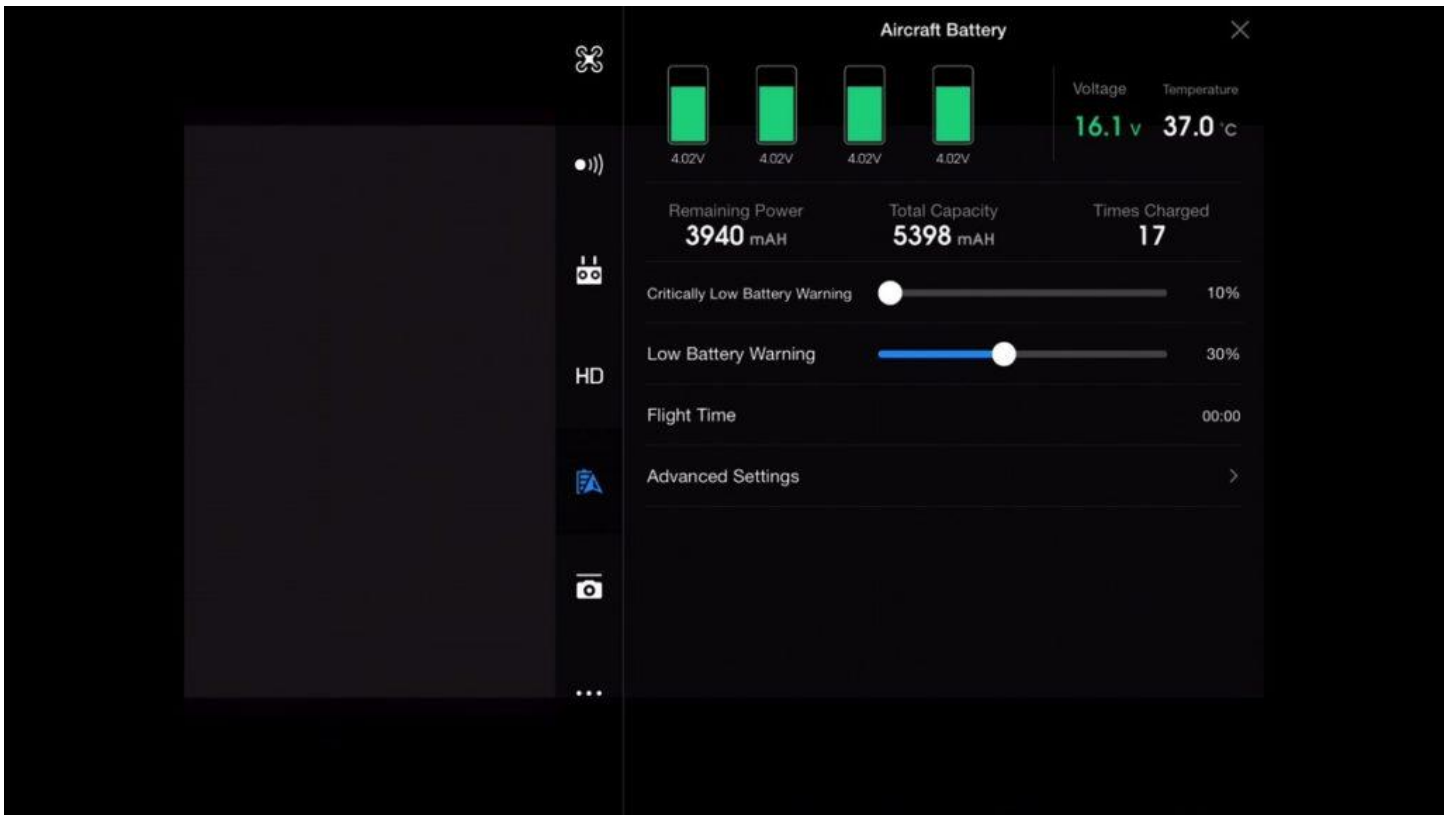 Aircraft Battery
Voltage Temperature
16.1 V 37.0 °C
4.02V 4.02V 4.02V 4.02V
Remaining Power Total Capacity Times Charged
3940 mAH 5398 mAH 17
Critically Low Battery Warning 10%
Low Battery Warning 30%
HD
Flight Time 00:00
Advanced Settings